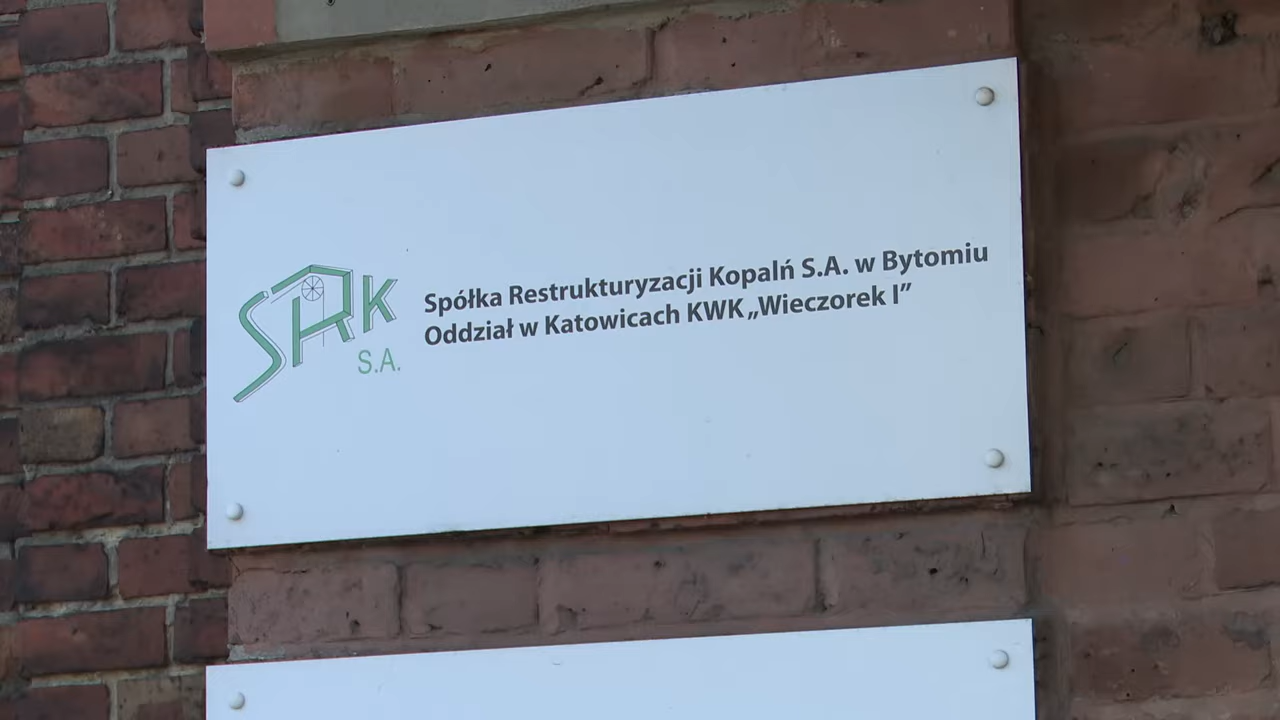 SRK
S.A.
Spółka Restrukturyzacji Kopalń S.A. w Bytomiu
Oddział w Katowicach KWK „Wieczorek I”